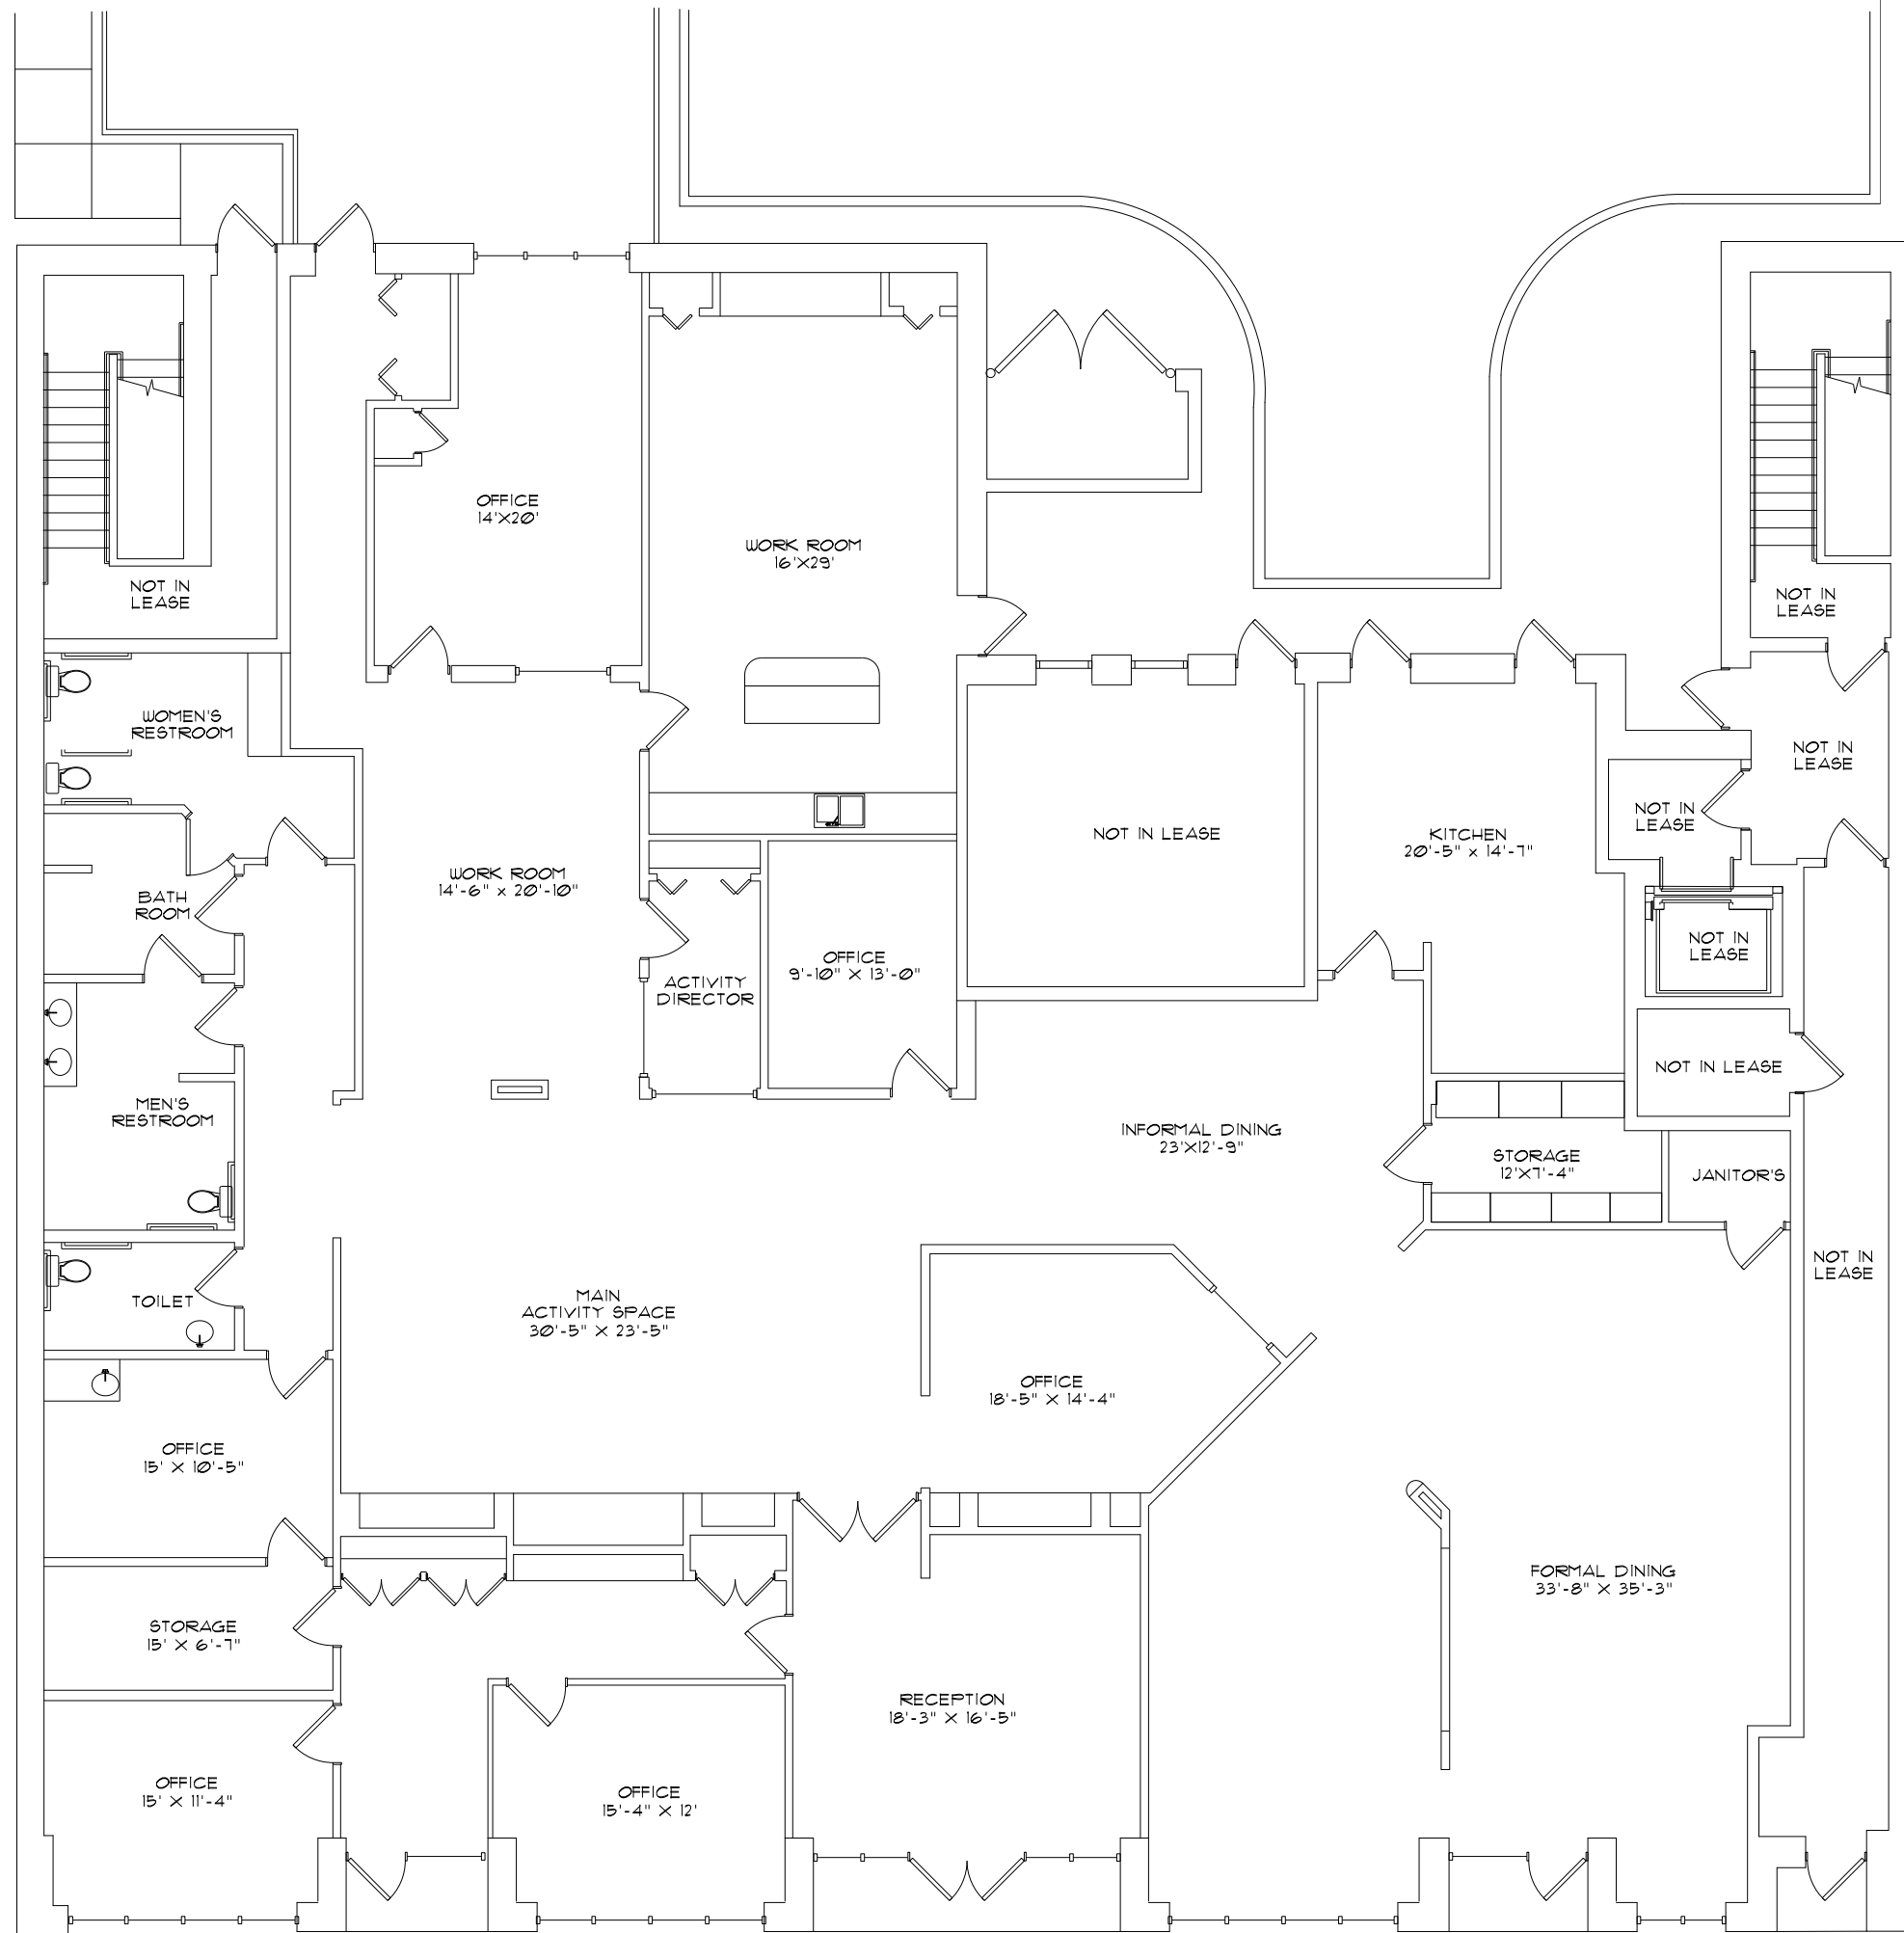 OFFICE
14'X20'
WORK ROOM
16'X29'
NOT IN
LEASE
NOT IN
LEASE
WOMEN'S
RESTROOM
NOT IN
LEASE
NOT IN
LEASE
NOT IN LEASE
KITCHEN
20'-5" x 14'-7"
WORK ROOM
14'-6" x 20'-10"
BATH
ROOM
OFFICE
9'-10" X 13'-0"
NOT IN
LEASE
ACTIVITY
DIRECTOR
NOT IN LEASE
MEN'S
RESTROOM
INFORMAL DINING
23'X12'-9"
STORAGE
12'X7'-4"
JANITOR'S
NOT IN
LEASE
TOILET
MAIN
ACTIVITY SPACE
30'-5" X 23'-5"
OFFICE
18'-5" X 14'-4"
OFFICE
15' X 10'-5"
FORMAL DINING
33'-8" X 35'-3"
STORAGE
15' X 6'-7"
RECEPTION
18'-3" X 16'-5"
OFFICE
15' X 11'-4"
OFFICE
15'-4" X 12'